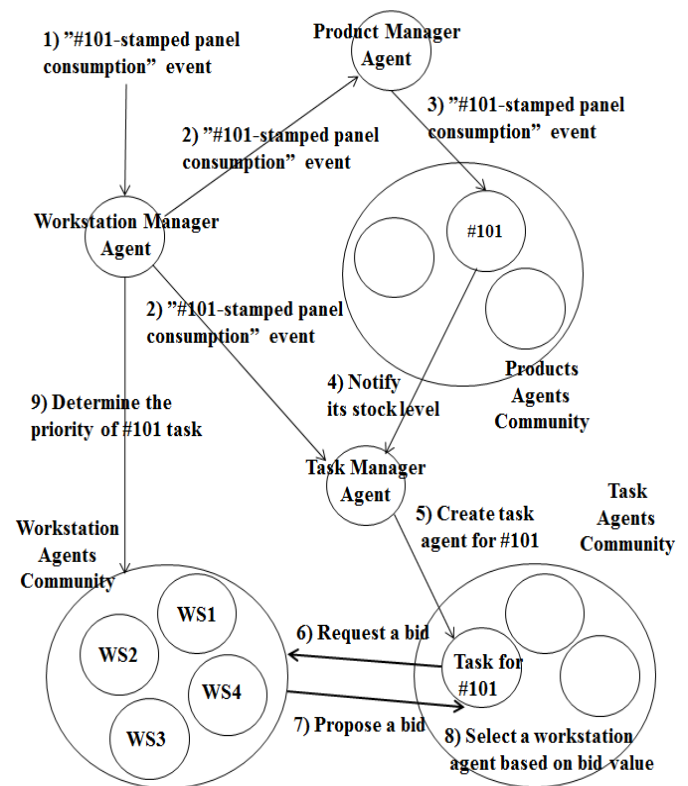 1) ”#101-stamped panel
consumption” event
Product Manager
Agent
2) ”#101-stamped panel
consumption” event
3) ”#101-stamped panel
consumption” event
Workstation Manager
Agent
#101
2) ”#101-stamped panel
consumption” event
Products
Agents
Community
4) Notify
its stock level
9) Determine the
priority of #101 task
Task Manager
Agent
Task
Agents
Community
5) Create task
agent for #101
Workstation
Agents
Community
WS1
WS2
WS4
WS3
6) Request a bid
Task for
#101
7) Propose a bid
8) Select a workstation
agent based on bid value